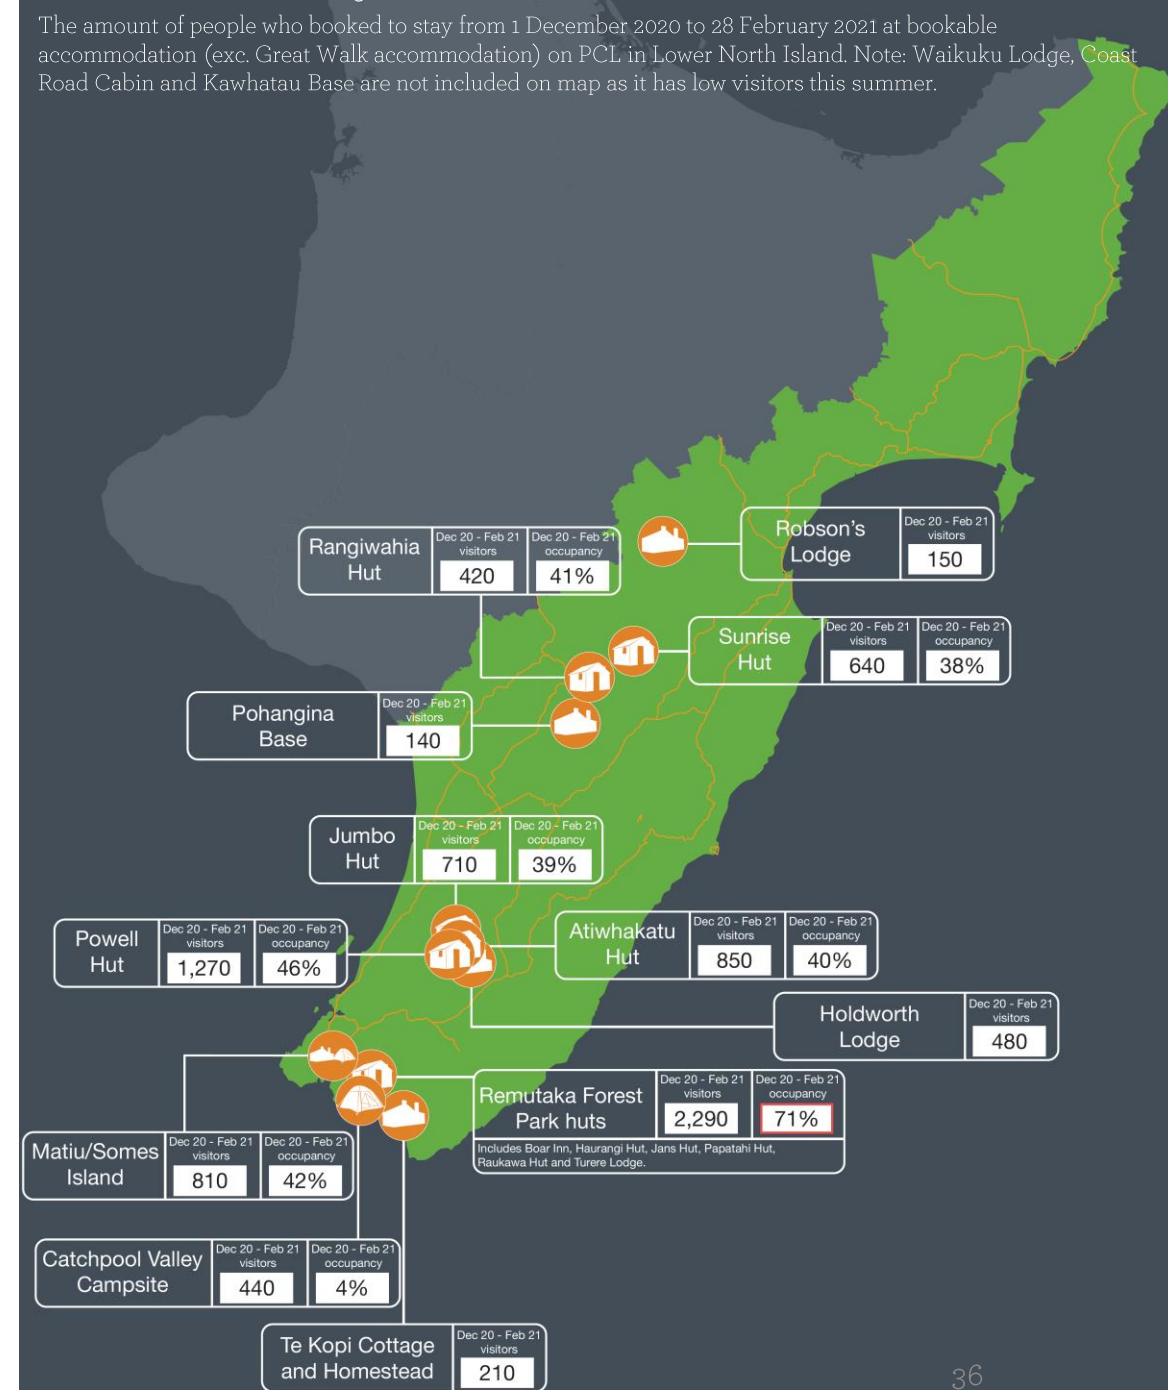 The amount of people who booked to stay from 1 December 2020 to 28 February 2021 at bookable
accommodation (exc. Great Walk accommodation) on PCL in Lower North Island. Note: Waikuku Lodge, Coast
Road Cabin and Kawhatau Base are not included on map as it has low visitors this summer.
Robson's
Lodge
Dec 20 - Feb 21
visitors
150
Rangiwahia
Hut
Dec 20 - Feb 21
visitors
420
Dec 20 - Feb 21
occupancy
41%
Sunrise
Hut
Dec 20 - Feb 21
visitors
640
Dec 20 - Feb 21
occupancy
38%
Pohangina
Base
Dec 20 - Feb 21
visitors
140
Jumbo
Hut
Dec 20 - Feb 21
visitors
710
Dec 20 - Feb 21
occupancy
39%
Powell
Hut
Dec 20 - Feb 21
visitors
1,270
Dec 20 - Feb 21
occupancy
46%
Atiwhakatu
Hut
Dec 20 - Feb 21
visitors
850
Dec 20 - Feb 21
occupancy
40%
Holdworth
Lodge
Dec 20 - Feb 21
visitors
480
Remutaka Forest
Park huts
Dec 20 - Feb 21
visitors
2,290
Dec 20 - Feb 21
occupancy
71%
Includes Boar Inn, Haurangi Hut, Jans Hut, Papatahi Hut,
Raukawa Hut and Turere Lodge.
Matiu/Somes
Island
Dec 20 - Feb 21
visitors
810
Dec 20 - Feb 21
occupancy
42%
Catchpool Valley
Campsite
Dec 20 - Feb 21
visitors
440
Dec 20 - Feb 21
occupancy
4%
Te Kopi Cottage
and Homestead
Dec 20 - Feb 21
visitors
210
36